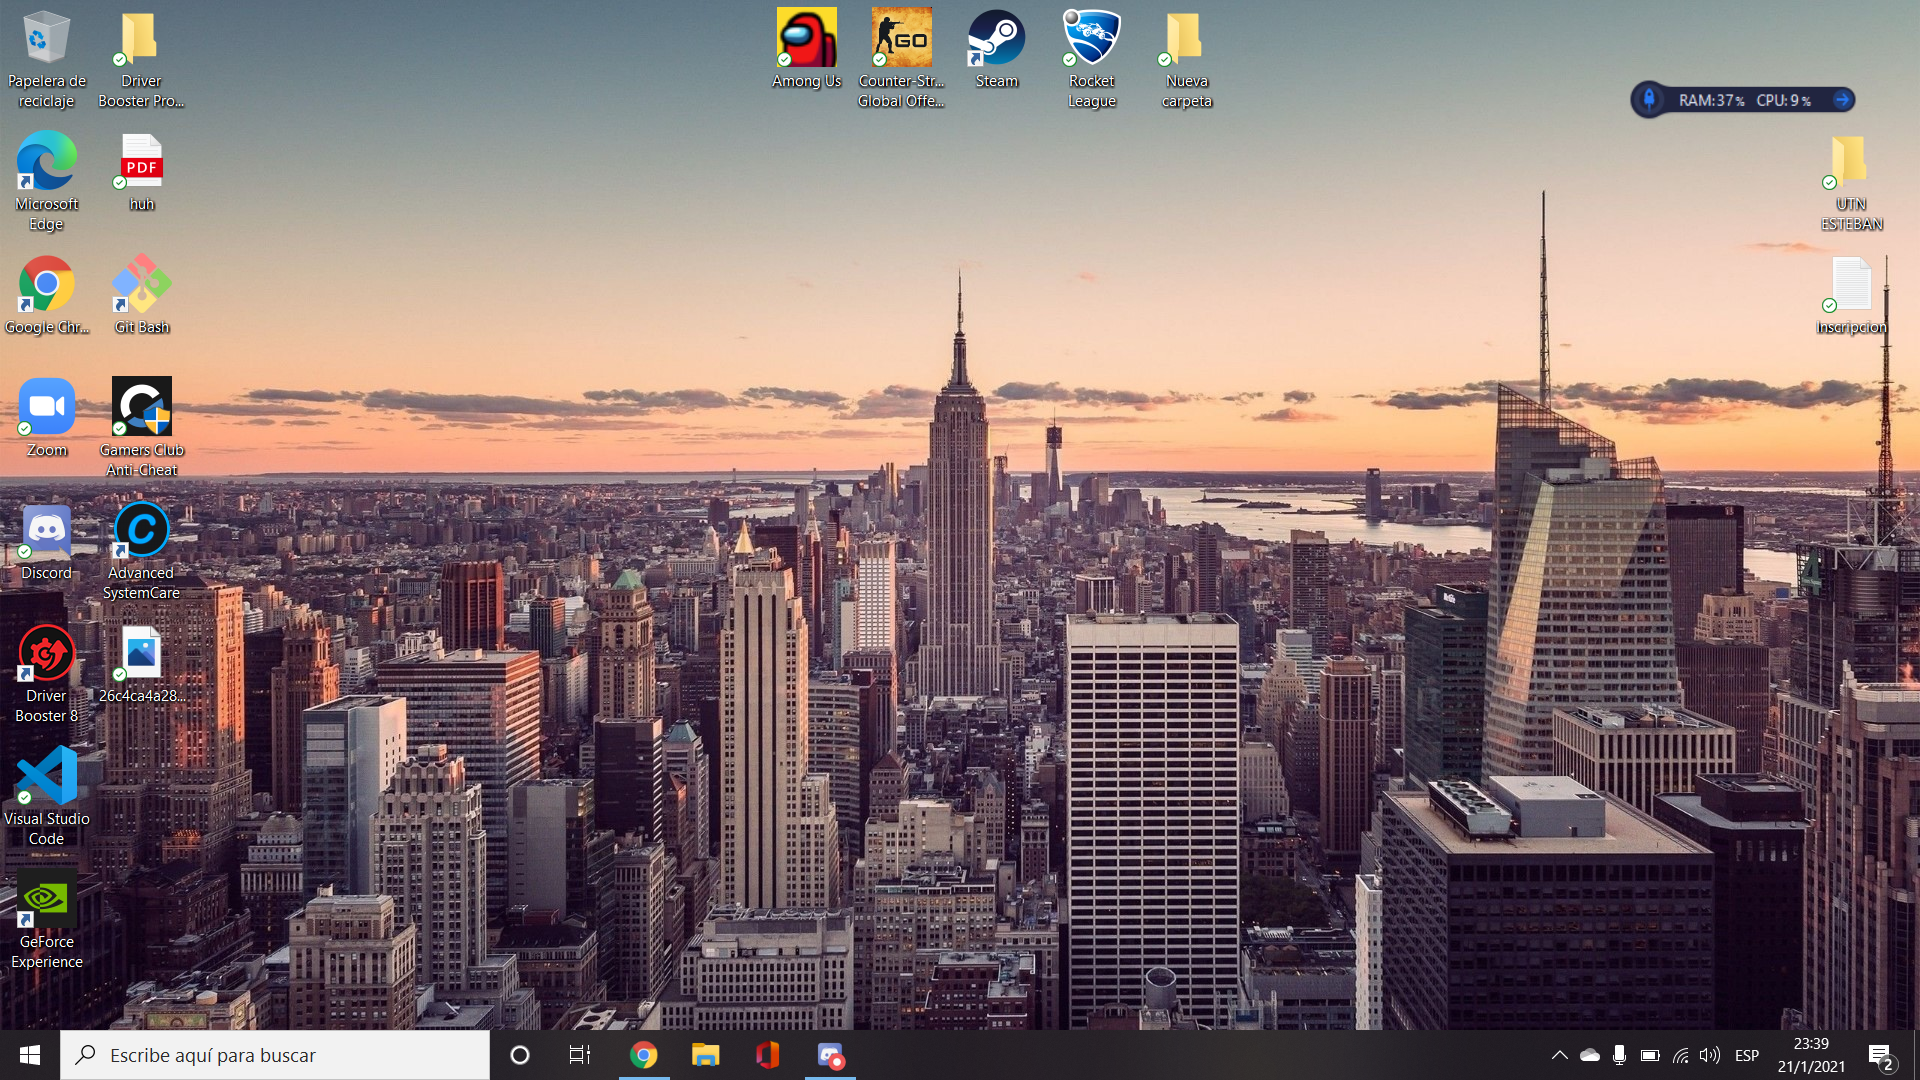 Papelera de
reciclaje
Driver
Booster Pro...
Among Us
GO
Counter-Str...
Global Offe...
Steam
Rocket
League
Nueva
carpeta
RAM:37% CPU:9%
Microsoft
Edge
PDF
huh
UTN
ESTEBAN
Google Chr...
Git Bash
Inscripcion
Zoom
Gamers Club
Anti-Cheat
Discord
Advanced
SystemCare
Driver
Booster 8
26c4ca4a28...
Visual Studio
Code
GeForce
Experience
Escribe aquí para buscar
ESP
23:39
21/1/2021
2